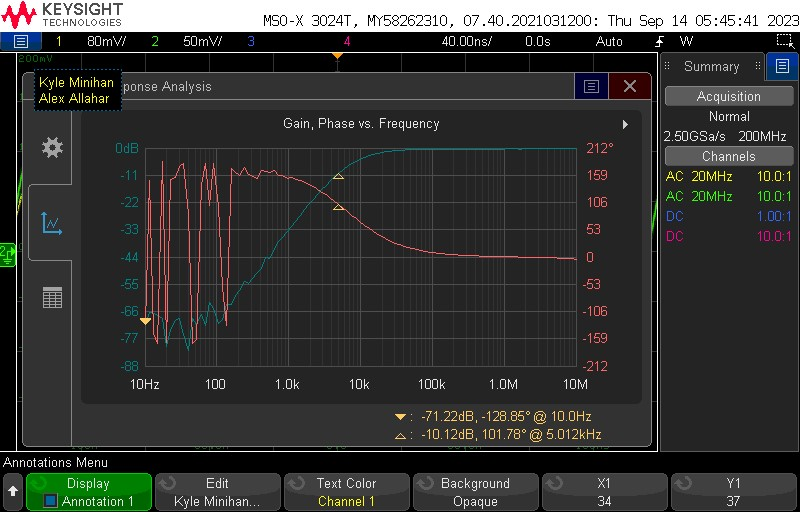 KEYSIGHT
TECHNOLOGIES
MSO-X 3024T, MY58262310, 07.40.2021031200: Thu Sep 14 05:45:41 2023
1 80mV/ 2 50mV/ 3 4 40.00ns/ 0.0s Auto W
200mV
Kyle Minihan
Alex Allahar
ponse Analysis
Gain, Phase vs. Frequency
0dB 212°
-11 159
-22 106
-33 53
-44 0
-55 -53
-66 -106
-77 -159
-88 -212
10Hz 100 1.0k 10k 100k 1.0M 10M
: -71.22dB, -128.85° @ 10.0Hz
: -10.12dB, 101.78° @ 5.012kHz
2
Summary
Acquisition
Normal
2.50GSa/s 200MHz
Channels
AC 20MHz 10.0:1
AC 20MHz 10.0:1
DC 1.00:1
DC 10.0:1
Annotations Menu
Display
Annotation 1
Edit
Kyle Minihan...
Text Color
Channel 1
Background
Opaque
X1
34
Y1
37